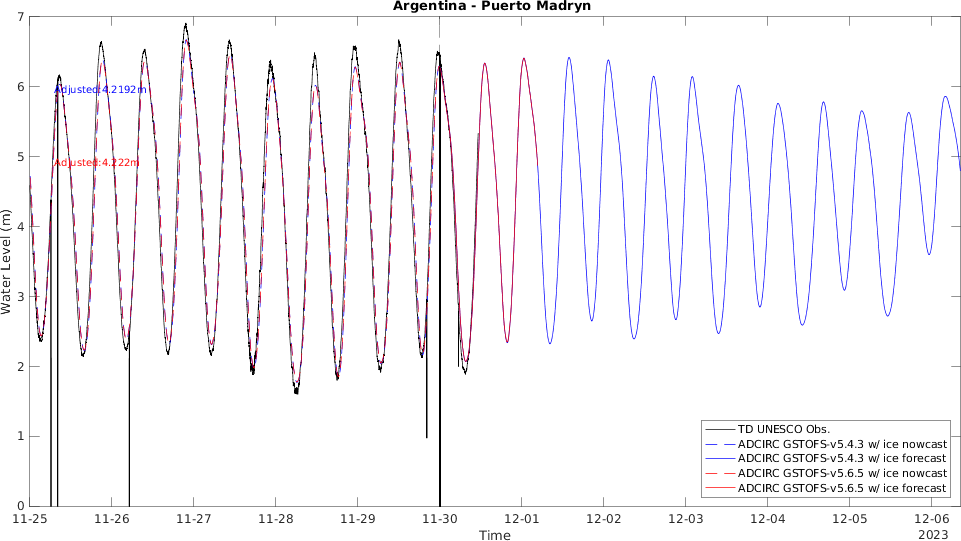 Argentina - Puerto Madryn
7
6
5
4
3
2
1
0
Water Level (m)
Adjusted:4.2192m
Adjusted:4.222m
TD UNESCO Obs.
ADCIRC GSTOFS-v5.4.3 w/ ice nowcast
ADCIRC GSTOFS-v5.4.3 w/ ice forecast
ADCIRC GSTOFS-v5.6.5 w/ ice nowcast
ADCIRC GSTOFS-v5.6.5 w/ ice forecast
11-25 11-26 11-27 11-28 11-29 11-30 12-01 12-02 12-03 12-04 12-05 12-06
Time
2023